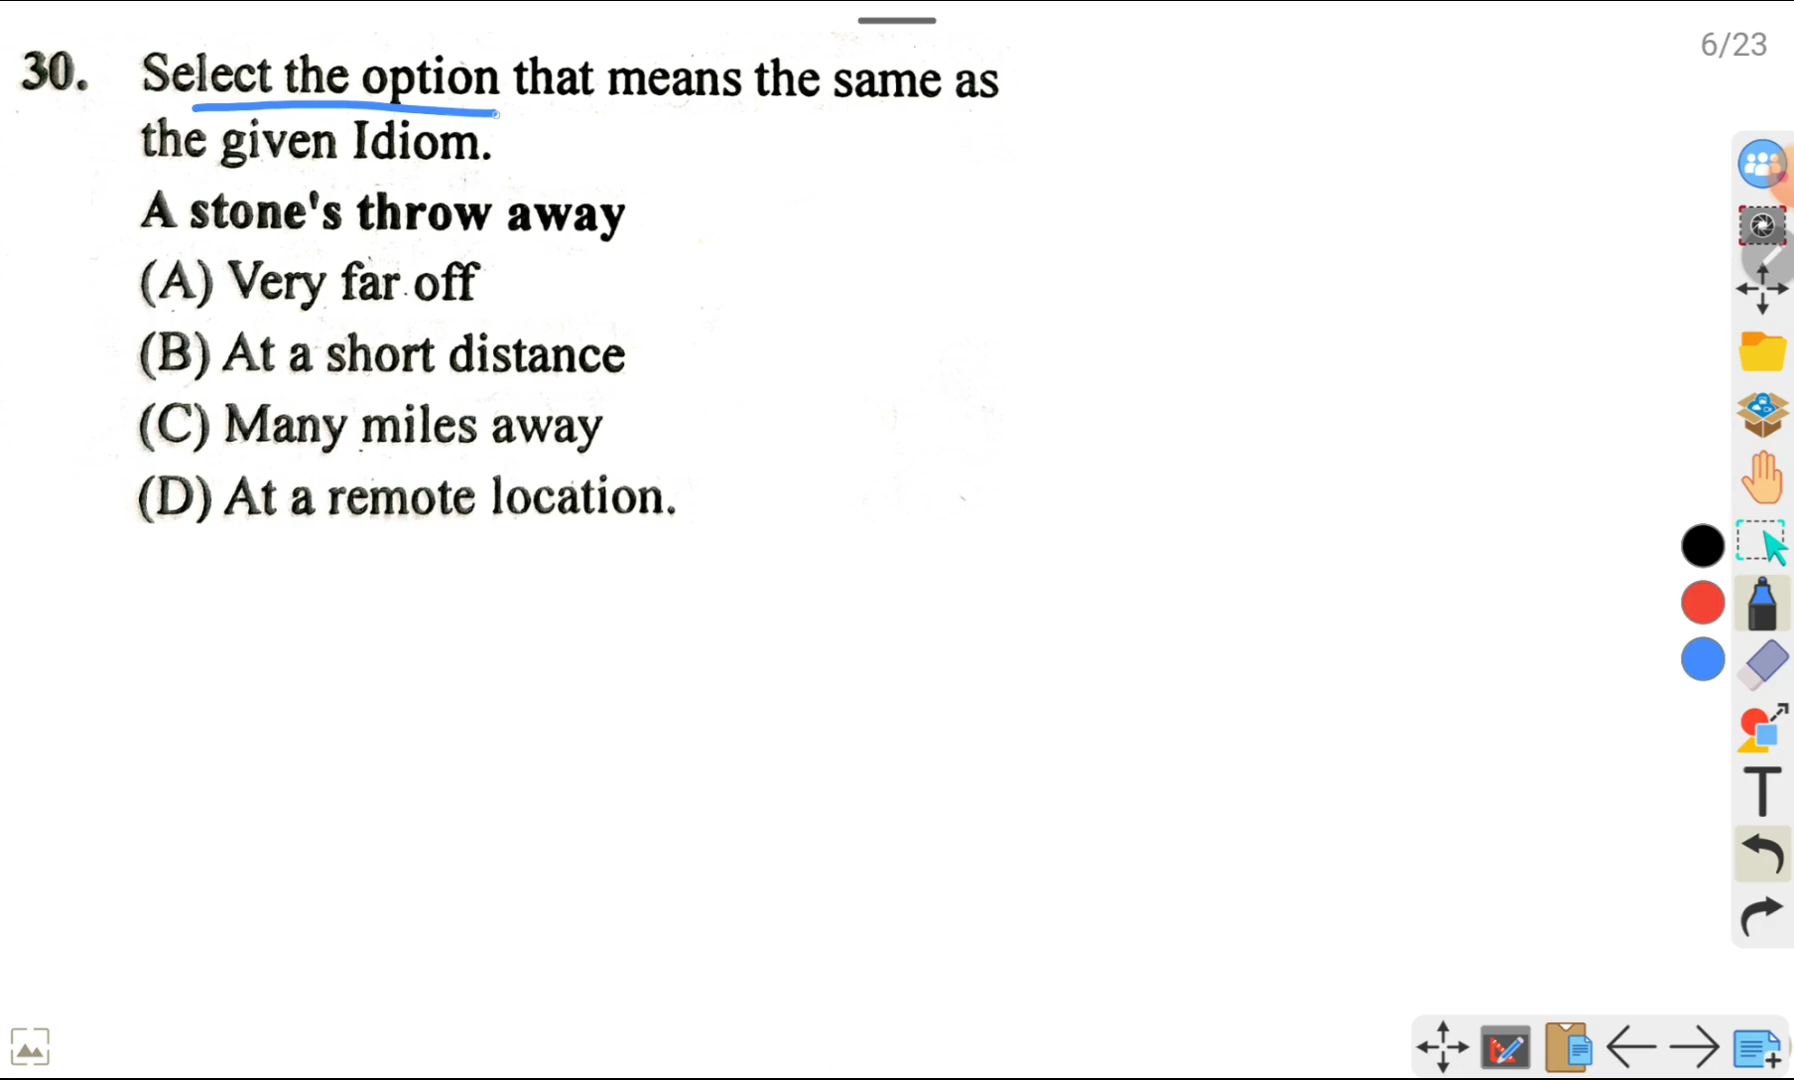 6/23
30. Select the option that means the same as
the given Idiom.
A stone's throw away
(A) Very far off
(B) At a short distance
(C) Many miles away
(D) At a remote location.
T